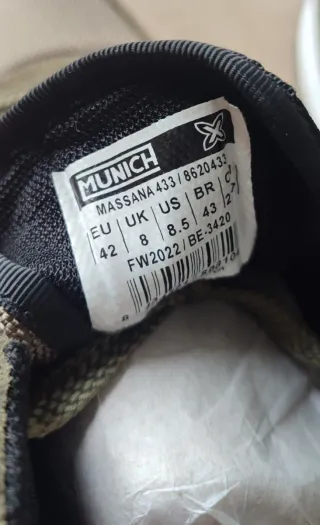 MUNICH
MASSANA 433 / 8620433
EU UK US BR
42 8 8.5 43
FW2022/BE-3420